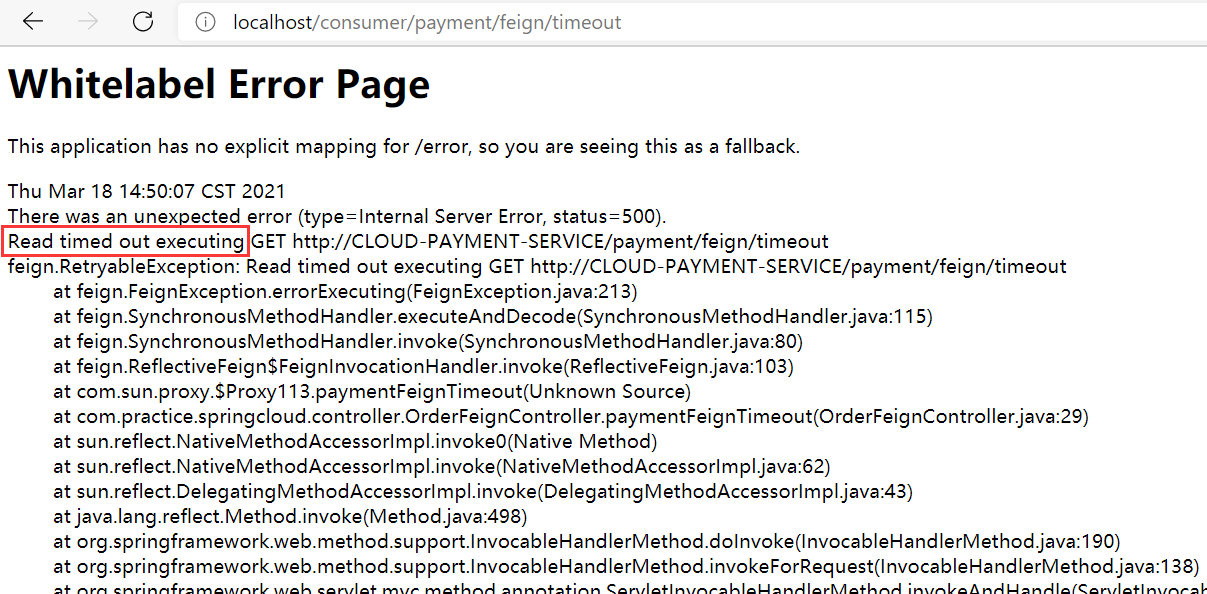 localhost/consumer/payment/feign/timeout
Whitelabel Error Page
This application has no explicit mapping for /error, so you are seeing this as a fallback.
Thu Mar 18 14:50:07 CST 2021
There was an unexpected error (type=Internal Server Error, status=500).
Read timed out executing GET http://CLOUD-PAYMENT-SERVICE/payment/feign/timeout
feign.RetryableException: Read timed out executing GET http://CLOUD-PAYMENT-SERVICE/payment/feign/timeout
at feign.FeignException.errorExecuting(FeignException.java:213)
at feign.SynchronousMethodHandler.executeAndDecode(SynchronousMethodHandler.java:115)
at feign.SynchronousMethodHandler.invoke(SynchronousMethodHandler.java:80)
at feign.ReflectiveFeign$FeignInvocationHandler.invoke(ReflectiveFeign.java:103)
at com.sun.proxy.$Proxy113.paymentFeignTimeout(Unknown Source)
at com.practice.springcloud.controller.OrderFeignController.paymentFeignTimeout(OrderFeignController.java:29)
at sun.reflect.NativeMethodAccessorImpl.invoke0(Native Method)
at sun.reflect.NativeMethodAccessorImpl.invoke(NativeMethodAccessorImpl.java:62)
at sun.reflect.DelegatingMethodAccessorImpl.invoke(DelegatingMethodAccessorImpl.java:43)
at java.lang.reflect.Method.invoke(Method.java:498)
at org.springframework.web.method.support.InvocableHandlerMethod.doInvoke(InvocableHandlerMethod.java:190)
at org.springframework.web.method.support.InvocableHandlerMethod.invokeForRequest(InvocableHandlerMethod.java:138)
at org.springframework.web.servlet.mvc.method.annotation.ServletInvocableHandlerMethod.invokeAndHandle(ServletInvocab